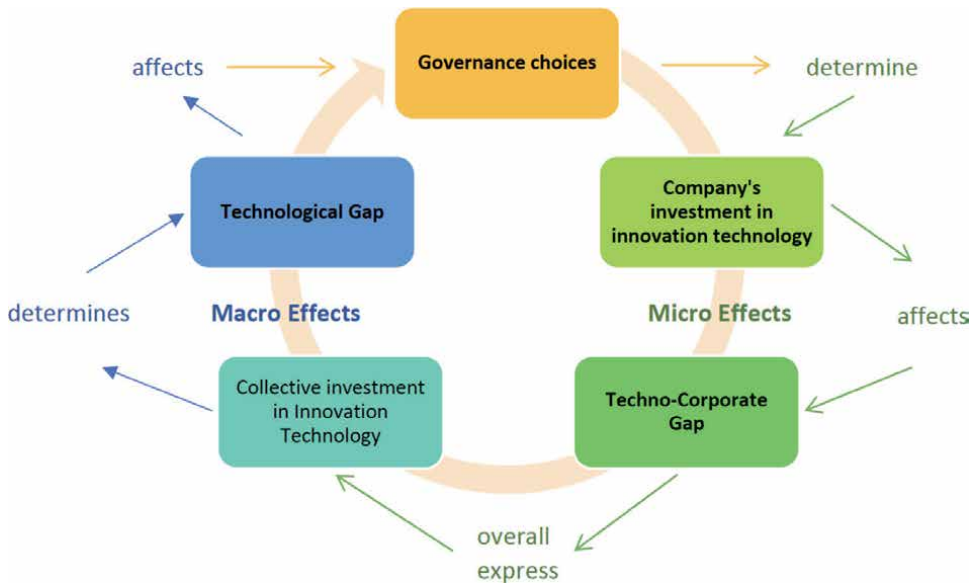 Governance choices
affects
determine
Technological Gap
Company's
investment in
innovation technology
determines
Macro Effects
Micro Effects
affects
Collective investment
in Innovation
Technology
Techno-Corporate
Gap
overall
express